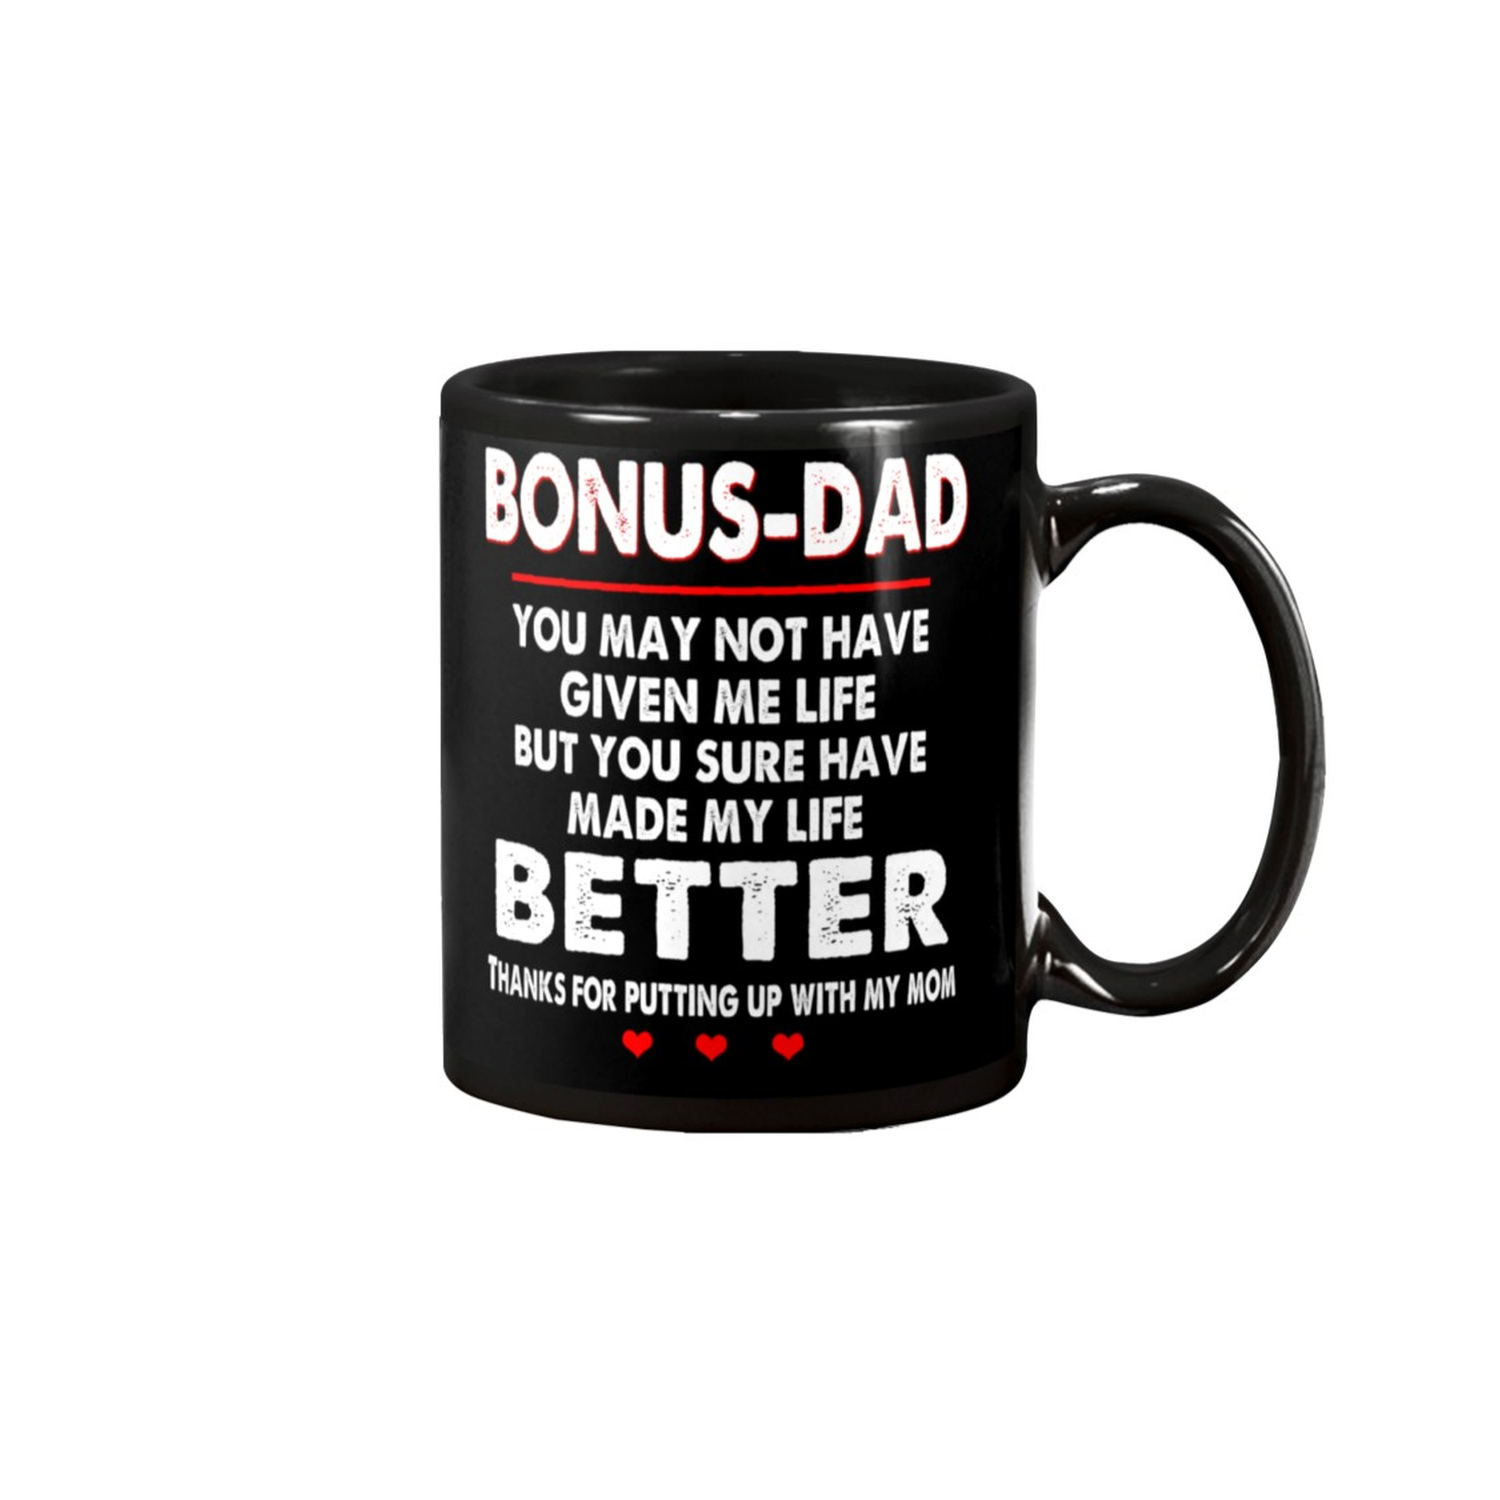 BONUS-DAD
YOU MAY NOT HAVE
GIVEN ME LIFE
BUT YOU SURE HAVE
MADE MY LIFE
BETTER
THANKS FOR PUTTING UP WITH MY MOM